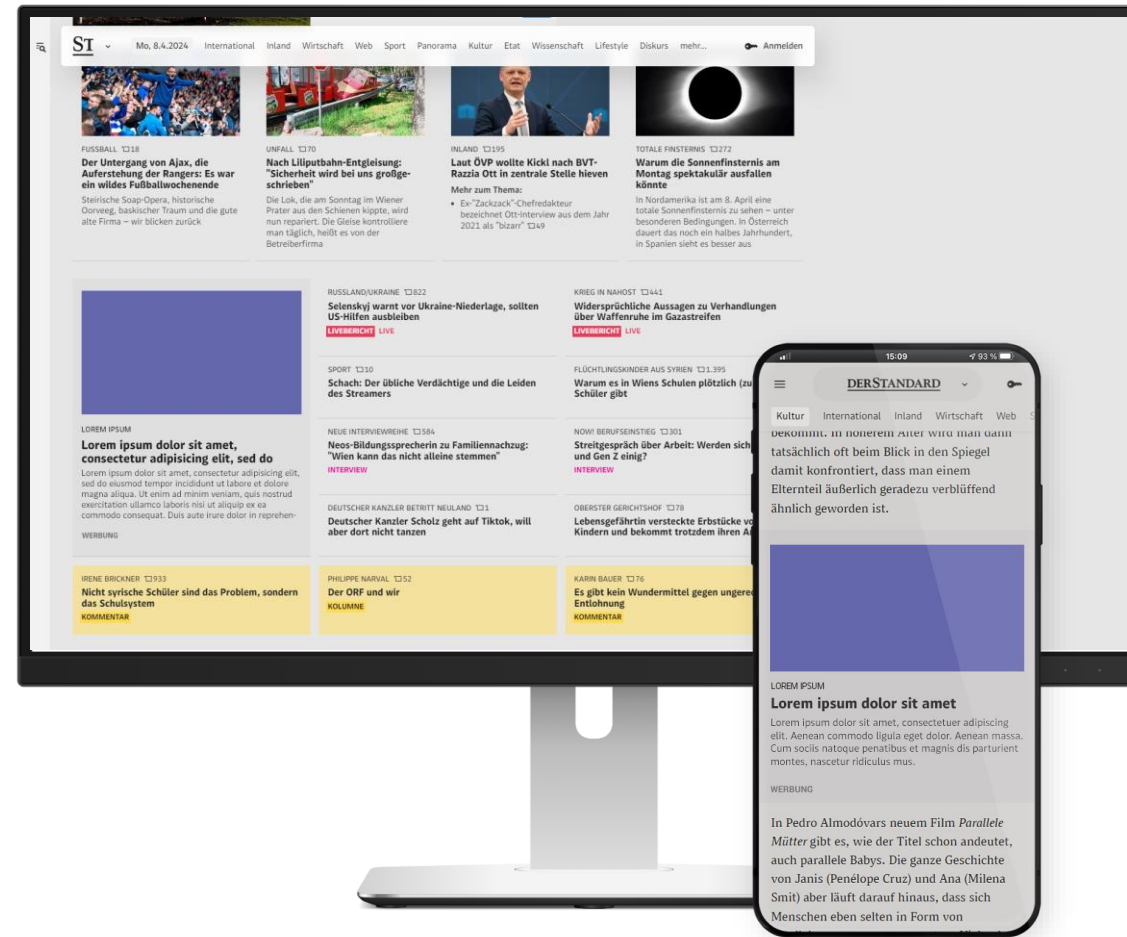 ST
Mo, 8.4.2024 International Inland Wirtschaft Web Sport Panorama Kultur Etat Wissenschaft Lifestyle Diskurs mehr... Anmelden
FUSSBALL 18
Der Untergang von Ajax, die
Auferstehung der Rangers: Es war
ein wildes Fußballwochenende
Steirische Soap-Opera, historische
Oorveeg, baskischer Traum und die gute
alte Firma – wir blicken zurück
UNFALL 70
Nach Liliputbahn-Entgleisung:
"Sicherheit wird bei uns großge-
schrieben"
Die Lok, die am Sonntag im Wiener
Prater aus den Schienen kippte, wird
nun repariert. Die Gleise kontrolliere
man täglich, heißt es von der
Betreiberfirma
INLAND 195
Laut ÖVP wollte Kickl nach BVT-
Razzia Ott in zentrale Stelle hieven
Mehr zum Thema:
• Ex-"Zackzack"-Chefredakteur
bezeichnet Ott-Interview aus dem Jahr
2021 als "bizarr" 49
TOTALE FINSTERNIS 272
Warum die Sonnenfinsternis am
Montag spektakulär ausfallen
könnte
In Nordamerika ist am 8. April eine
totale Sonnenfinsternis zu sehen – unter
besonderen Bedingungen. In Österreich
dauert das noch ein halbes Jahrhundert,
in Spanien sieht es besser aus
LOREM IPSUM
Lorem ipsum dolor sit amet,
consectetur adipisicing elit, sed do
Lorem ipsum dolor sit amet, consectetur adipisicing elit,
sed do eiusmod tempor incididunt ut labore et dolore
magna aliqua. Ut enim ad minim veniam, quis nostrud
exercitation ullamco laboris nisi ut aliquip ex ea
commodo consequat. Duis aute irure dolor in reprehen-
WERBUNG
RUSSLAND/UKRAINE 822
Selenskyj warnt vor Ukraine-Niederlage, sollten
US-Hilfen ausbleiben
LIVEBERICHT LIVE
KRIEG IN NAHOST 441
Widersprüchliche Aussagen zu Verhandlungen
über Waffenruhe im Gazastreifen
LIVEBERICHT LIVE
SPORT 10
Schach: Der übliche Verdächtige und die Leiden
des Streamers
FLÜCHTLINGSKINDER AUS SYRIEN 1.395
Warum es in Wiens Schulen plötzlich (zu
Schüler gibt
NEUE INTERVIEWREIHE 584
Neos-Bildungssprecherin zu Familiennachzug:
"Wien kann das nicht alleine stemmen"
INTERVIEW
NOW! BERUFSEINSTIEG 301
Streitgespräch über Arbeit: Werden sich
und Gen Z einig?
INTERVIEW
DEUTSCHER KANZLER BETRITT NEULAND 1
Deutscher Kanzler Scholz geht auf Tiktok, will
aber dort nicht tanzen
OBERSTER GERICHTSHOF 78
Lebensgefährtin versteckte Erbstücke
Kindern und bekommt trotzdem ihren
IRENE BRICKNER 933
Nicht syrische Schüler sind das Problem, sondern
das Schulsystem
KOMMENTAR
PHILIPPE NARVAL 52
Der ORF und wir
KOLUMNE
KARIN BAUER 76
Es gibt kein Wundermittel gegen
Entlohnung
KOMMENTAR
15:09 93 %
DERSTANDARD
Kultur International Inland Wirtschaft Web
bekommt. In höherem Alter wird man dann
tatsächlich oft beim Blick in den Spiegel
damit konfrontiert, dass man einem
Elternteil äußerlich geradezu verblüffend
ähnlich geworden ist.
LOREM IPSUM
Lorem ipsum dolor sit amet
Lorem ipsum dolor sit amet, consectetuer adipiscing
elit. Aenean commodo ligula eget dolor. Aenean massa.
Cum sociis natoque penatibus et magnis dis parturient
montes, nascetur ridiculus mus.
WERBUNG
In Pedro Almodóvars neuem Film Parallele
Mütter gibt es, wie der Titel schon andeutet,
auch parallele Babys. Die ganze Geschichte
von Janis (Penélope Cruz) und Ana (Milena
Smit) aber läuft darauf hinaus, dass sich
Menschen eben selten in Form von